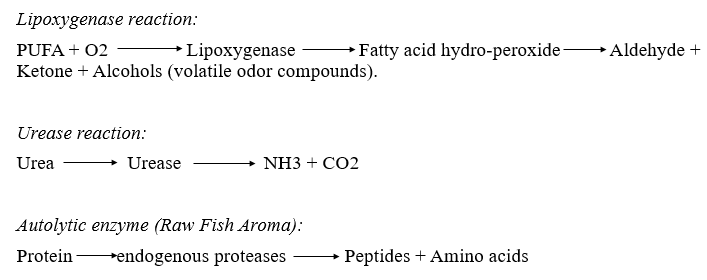 Lipoxygenase reaction:
PUFA + O2 ⟶ Lipoxygenase ⟶ Fatty acid hydro-peroxide ⟶ Aldehyde +
Ketone + Alcohols (volatile odor compounds).
Urease reaction:
Urea ⟶ Urease ⟶ NH3 + CO2
Autolytic enzyme (Raw Fish Aroma):
Protein ⟶ endogenous proteases ⟶ Peptides + Amino acids